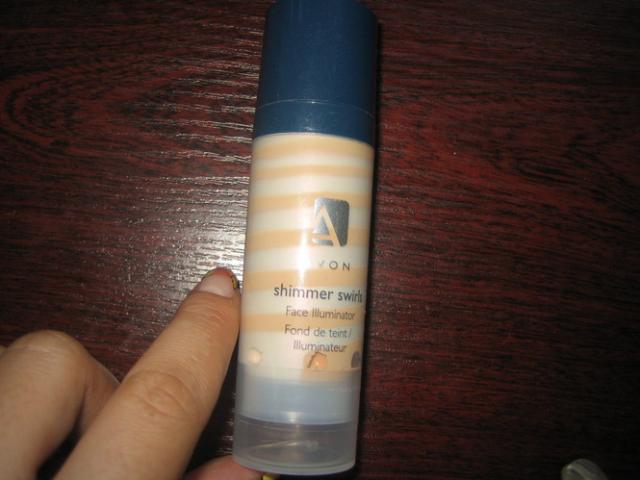 A
AVON
shimmer swirls
Face Illuminator
Fond de teint /
Illuminateur